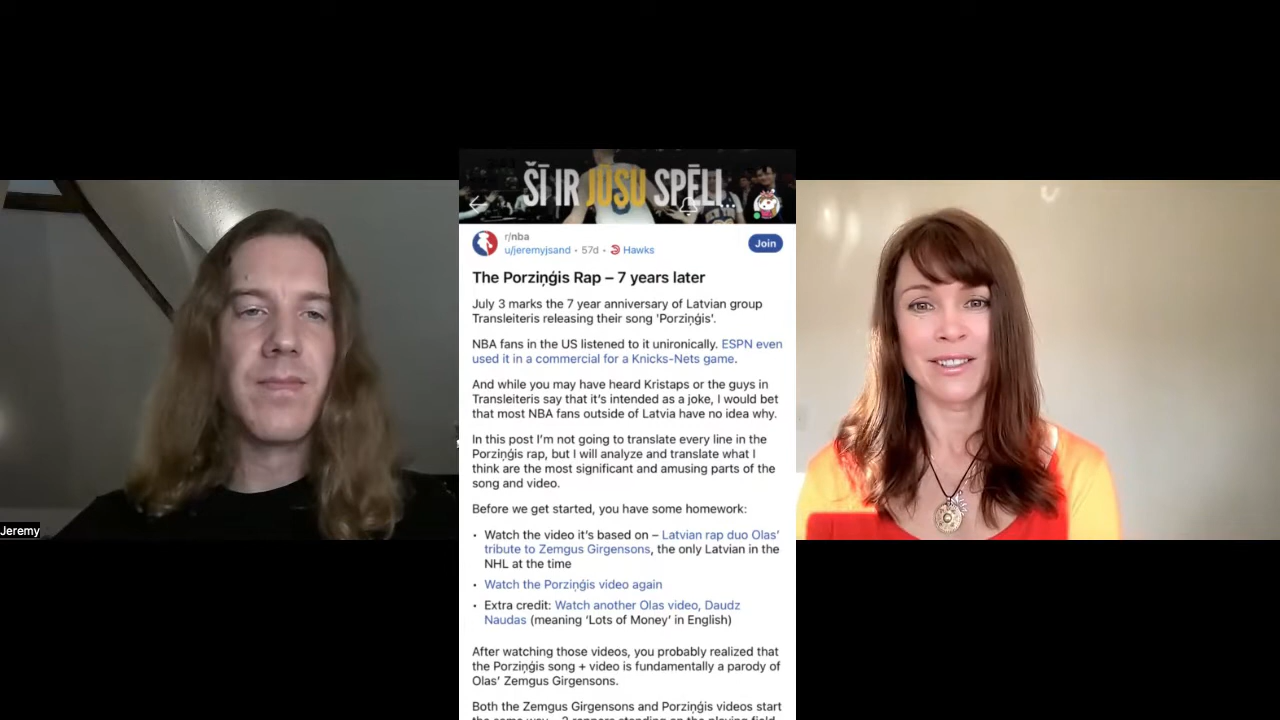 ŠĪ IR JŪSU SPĒLI
r/nba
u/jeremyjsand • 57d • Hawks
Join
The Porziņģis Rap – 7 years later
July 3 marks the 7 year anniversary of Latvian group
Transleiteris releasing their song 'Porziņģis'.
NBA fans in the US listened to it unironically. ESPN even
used it in a commercial for a Knicks-Nets game.
And while you may have heard Kristaps or the guys in
Transleiteris say that it's intended as a joke, I would bet
that most NBA fans outside of Latvia have no idea why.
In this post I'm not going to translate every line in the
Porziņģis rap, but I will analyze and translate what I
think are the most significant and amusing parts of the
song and video.
Before we get started, you have some homework:
• Watch the video it's based on – Latvian rap duo Olas'
tribute to Zemgus Girgensons, the only Latvian in the
NHL at the time
• Watch the Porziņģis video again
• Extra credit: Watch another Olas video, Daudz
Naudas (meaning 'Lots of Money' in English)
After watching those videos, you probably realized that
the Porziņģis song + video is fundamentally a parody of
Olas' Zemgus Girgensons.
Both the Zemgus Girgensons and Porziņģis videos start
the same way – 2 rappers standing on the playing field
Jeremy